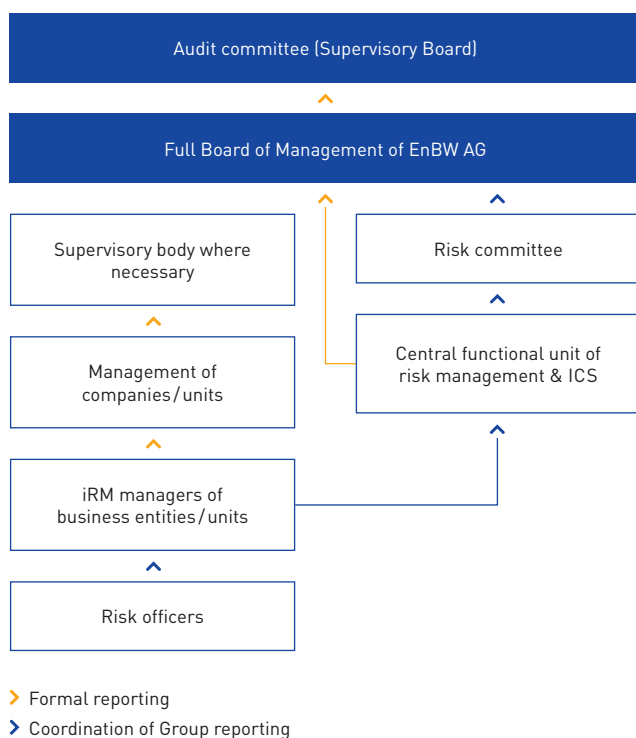 Audit committee (Supervisory Board)
Full Board of Management of EnBW AG
Supervisory body where
necessary
Risk committee
Management of
companies/units
Central functional unit of
risk management & ICS
iRM managers of
business entities/units
Risk officers
Formal reporting
Coordination of Group reporting